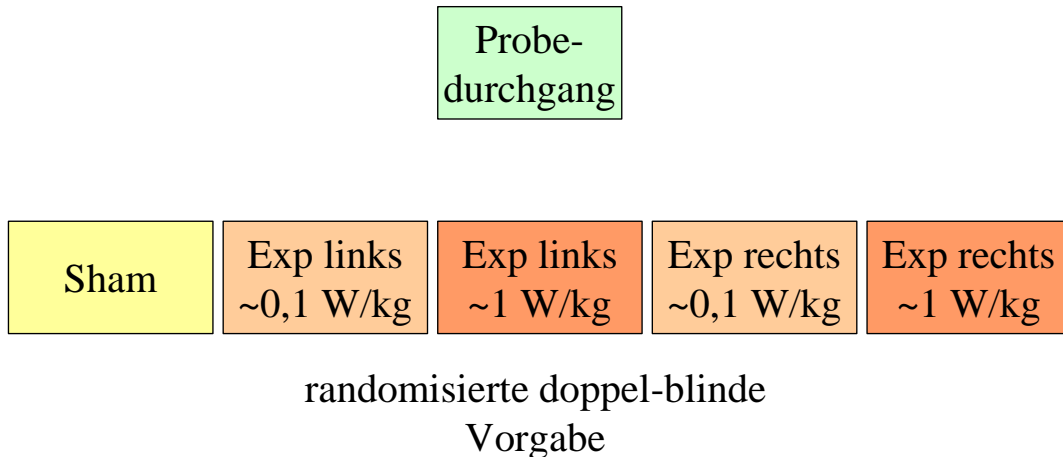 Probe-
durchgang
Sham
Exp links
~0,1 W/kg
Exp links
~1 W/kg
Exp rechts
~0,1 W/kg
Exp rechts
~1 W/kg
randomisierte doppel-blinde
Vorgabe